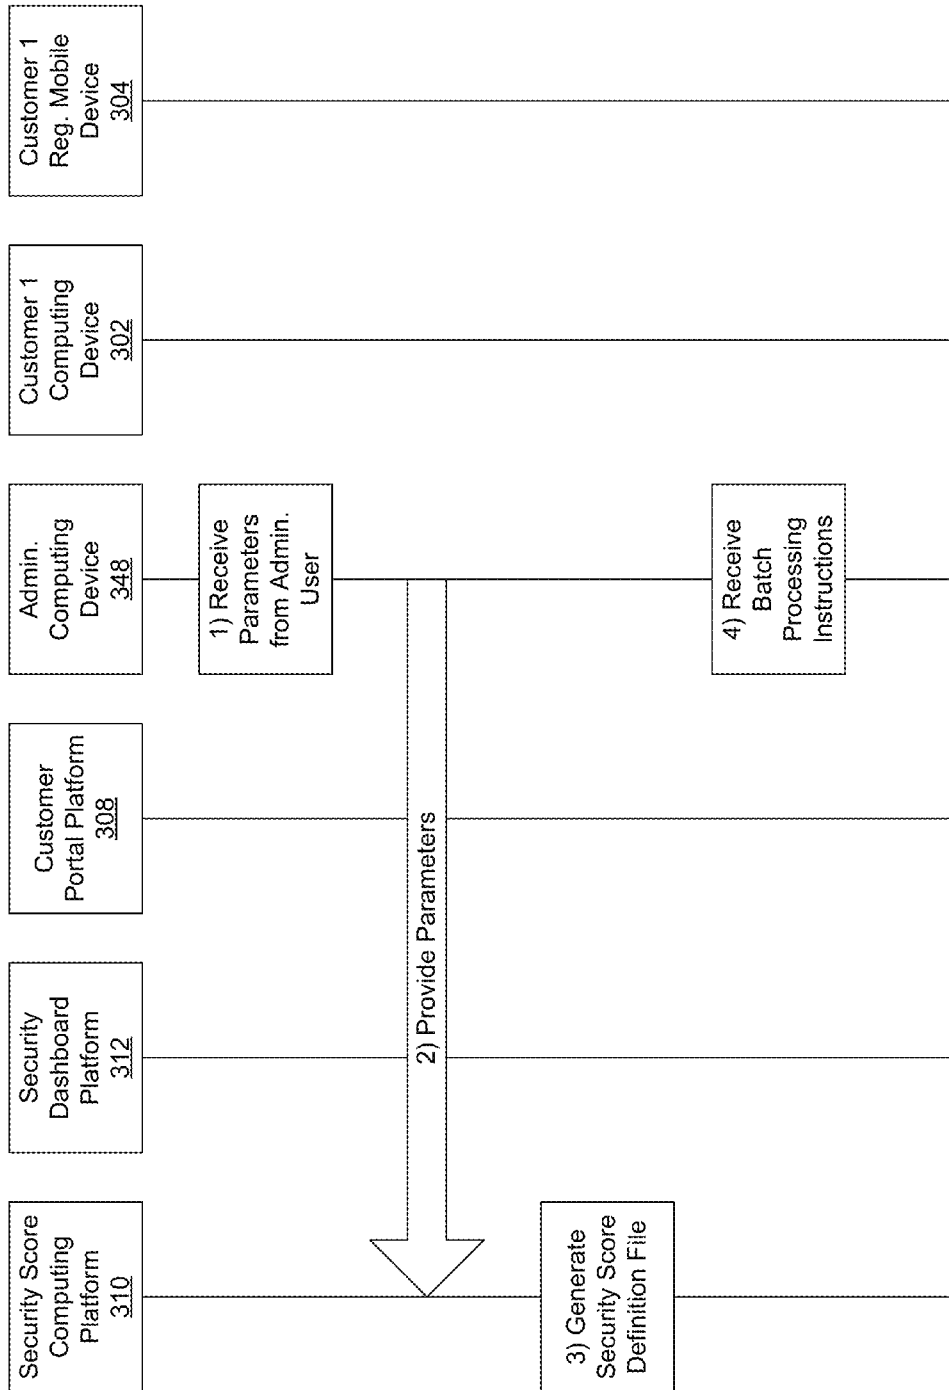 Security Score
Computing
Platform
310
Security
Dashboard
Platform
312
Customer
Portal Platform
308
Admin.
Computing
Device
348
Customer 1
Computing
Device
302
Customer 1
Reg. Mobile
Device
304
1) Receive
Parameters
from Admin.
User
2) Provide Parameters
3) Generate
Security Score
Definition File
4) Receive
Batch
Processing
Instructions